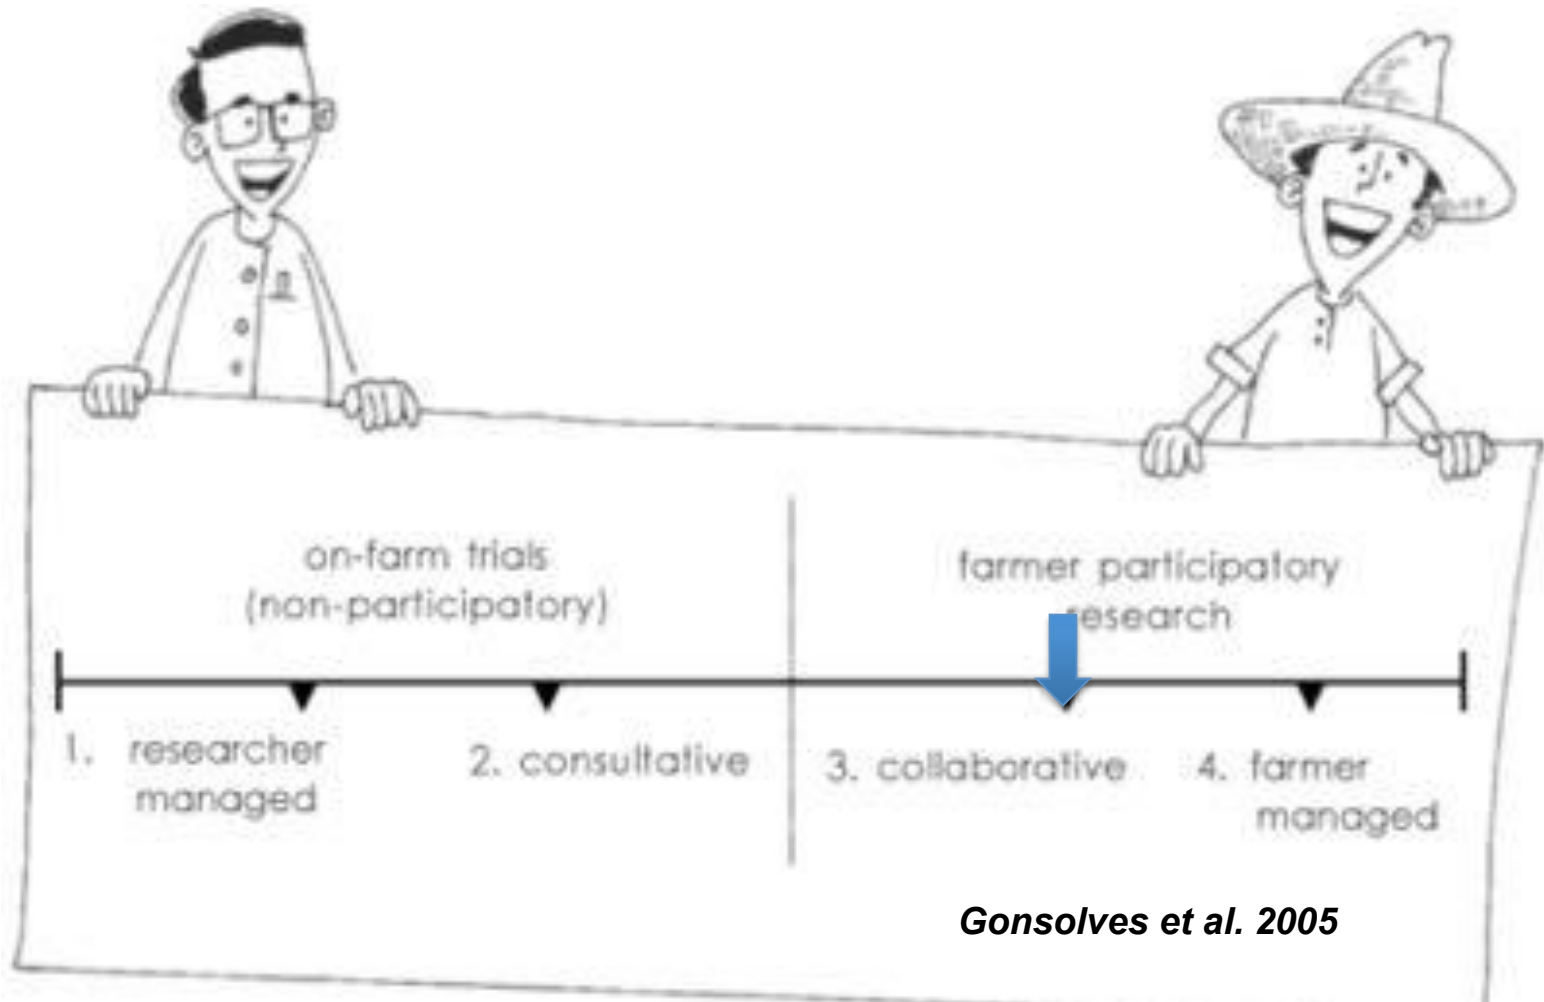 on-farm trials
(non-participatory)
farmer participatory
research
1. researcher
managed
2. consultative
3. collaborative
4. farmer
managed
Gonsolves et al. 2005